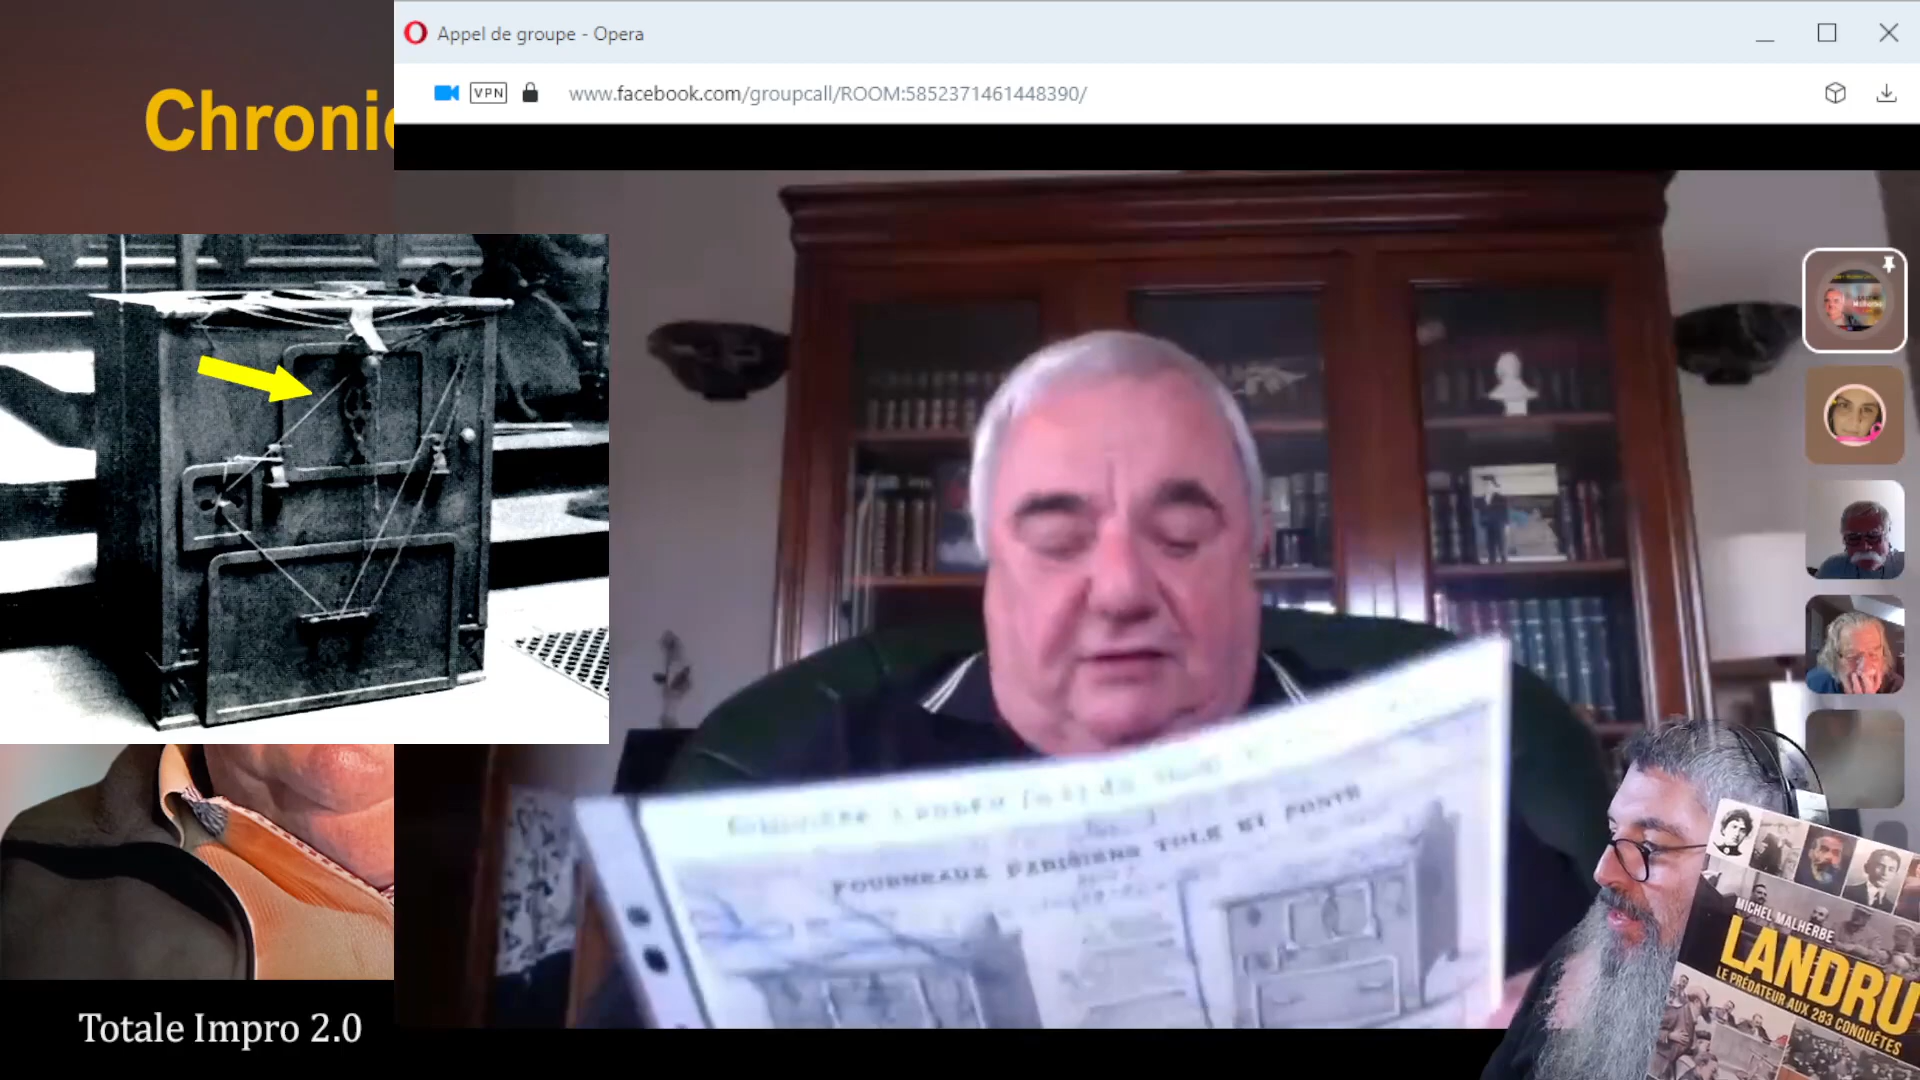 Appel de groupe - Opera
VPN
www.facebook.com/groupcall/ROOM:5852371461448390/
Chronic
FOURNEAUX PARISIENS TOLE ET FONTE
MICHEL MALHERBE
LANDRU
LE PRÉDATEUR AUX 283 CONQUÊTES
Totale Impro 2.0